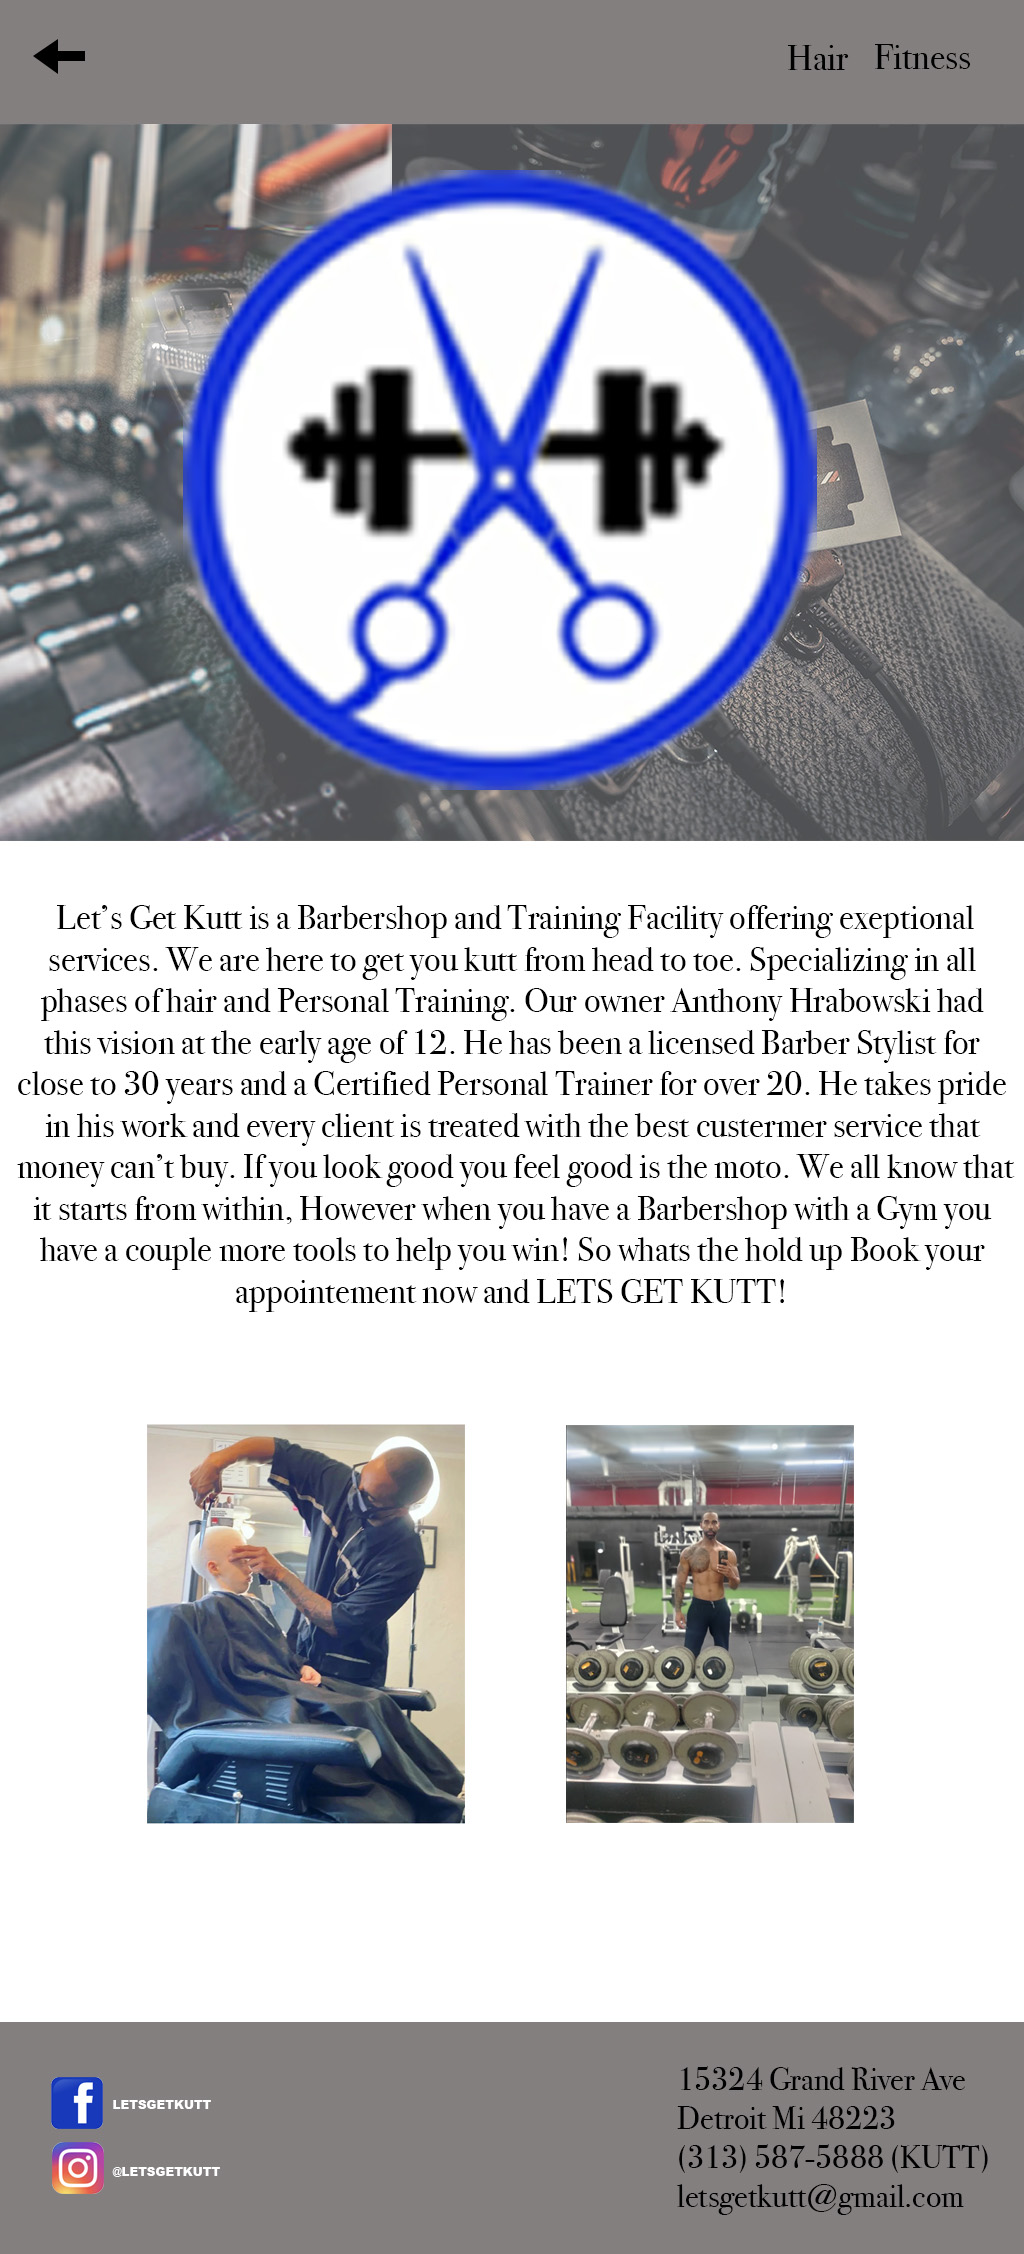 Hair Fitness
Let's Get Kutt is a Barbershop and Training Facility offering exeptional
services. We are here to get you kutt from head to toe. Specializing in all
phases of hair and Personal Training. Our owner Anthony Hrabowski had
this vision at the early age of 12. He has been a licensed Barber Stylist for
close to 30 years and a Certified Personal Trainer for over 20. He takes pride
in his work and every client is treated with the best custermer service that
money can't buy. If you look good you feel good is the moto. We all know that
it starts from within, However when you have a Barbershop with a Gym you
have a couple more tools to help you win! So whats the hold up Book your
appointement now and LETS GET KUTT!
LETSGETKUTT
@LETSGETKUTT
15324 Grand River Ave
Detroit Mi 48223
(313) 587-5888 (KUTT)
letsgetkutt@gmail.com